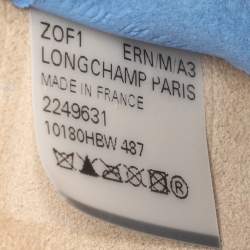 ZOF1 ERN/M/A3
LONGCHAMP PARIS
MADE IN FRANCE
2249631
10180HBW 487
®